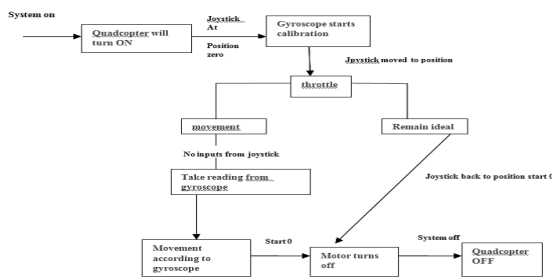 System on
Quadcopter will
turn ON
Joystick
At
Position
zero
Gyroscope starts
calibration
Jpystick moved to position
throttle
movement
Remain ideal
No inputs from joystick
Take reading from
gyroscope
Joystick back to position start 0
Movement
according to
gyroscope
Start 0
Motor turns
off
System off
Quadcopter
OFF